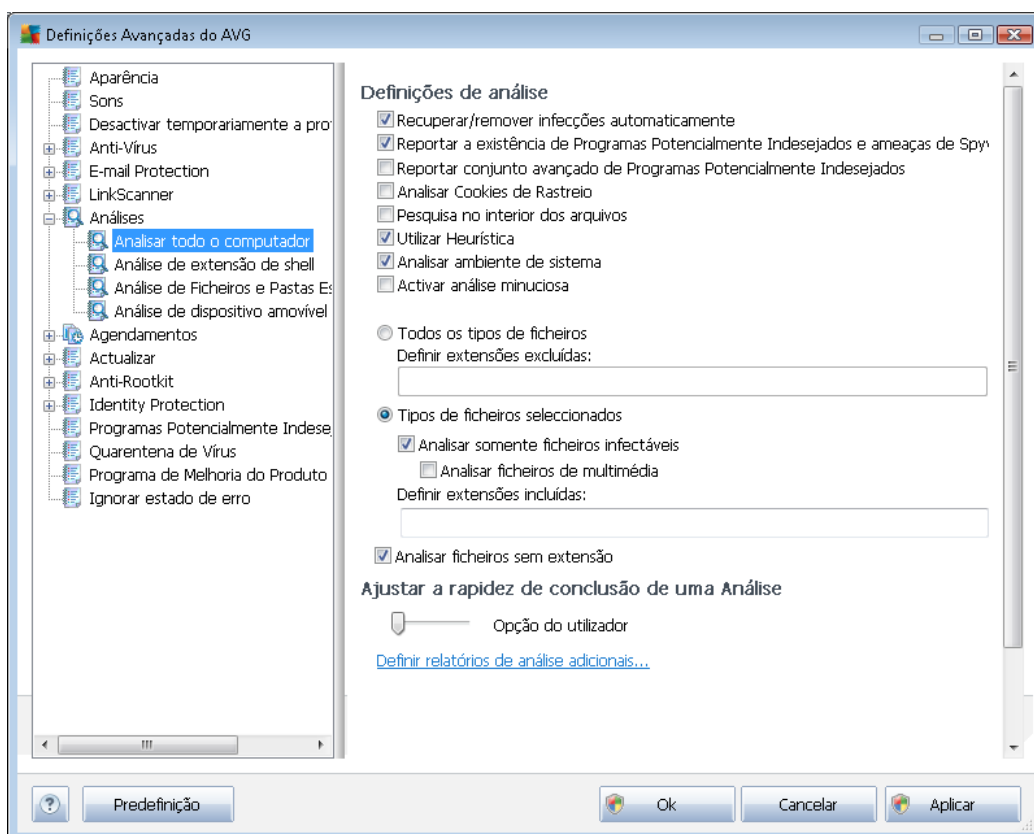 Definições Avançadas do AVG
Aparência
Sons
Desactivar temporariamente a pro
Anti-Vírus
E-mail Protection
LinkScanner
Análises
Analisar todo o computador
Análise de extensão de shell
Análise de Ficheiros e Pastas Es
Análise de dispositivo amovível
Agendamentos
Actualizar
Anti-Rootkit
Identity Protection
Programas Potencialmente Indesej
Quarentena de Vírus
Programa de Melhoria do Produto
Ignorar estado de erro
Definições de análise
Recuperar/remover infecções automaticamente
Reportar a existência de Programas Potencialmente Indesejados e ameaças de Spyw
Reportar conjunto avançado de Programas Potencialmente Indesejados
Analisar Cookies de Rastreio
Pesquisa no interior dos arquivos
Utilizar Heurística
Analisar ambiente de sistema
Activar análise minuciosa
Todos os tipos de ficheiros
Definir extensões excluídas:
Tipos de ficheiros seleccionados
Analisar somente ficheiros infectáveis
Analisar ficheiros de multimédia
Definir extensões incluídas:
Analisar ficheiros sem extensão
Ajustar a rapidez de conclusão de uma Análise
Opção do utilizador
Definir relatórios de análise adicionais...
Predefinição
Ok
Cancelar
Aplicar